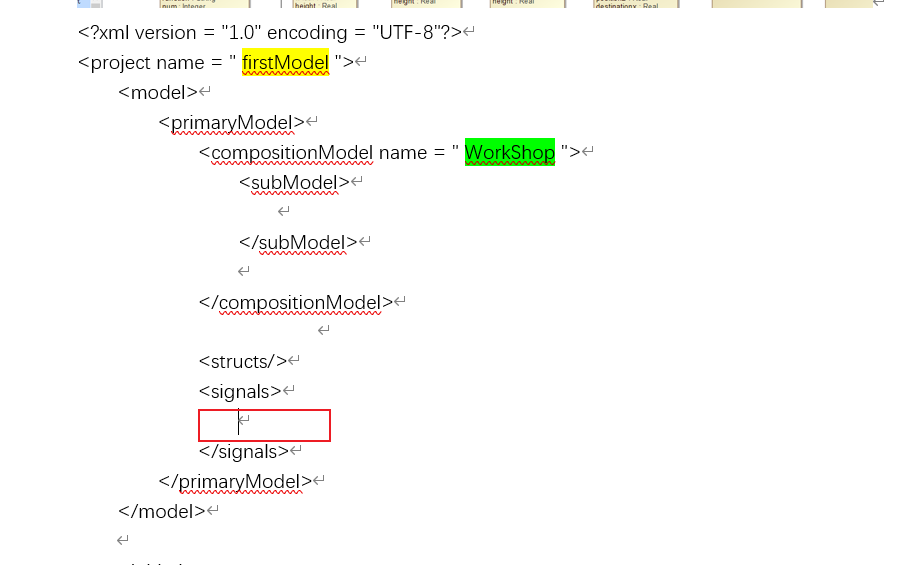 height : Real
height : Real
height : Real
num : Integer
destinationx : Real
<?xml version = "1.0" encoding = "UTF-8"?>
<project name = " firstModel ">
<model>
<primaryModel>
<compositionModel name = " WorkShop ">
<subModel>
</subModel>
</compositionModel>
<structs/>
<signals>
</signals>
</primaryModel>
</model>